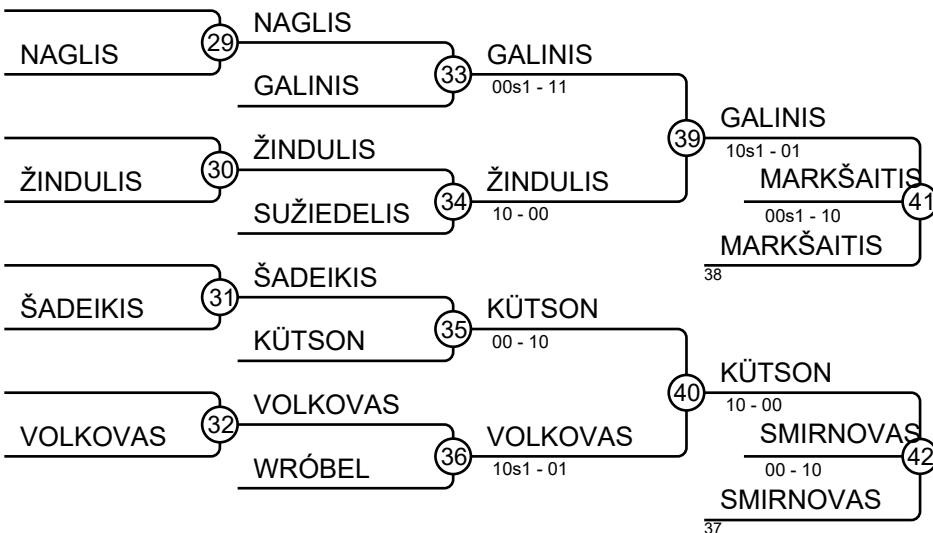 NAGLIS
29
NAGLIS
GALINIS
33
GALINIS
00s1 - 11
ŽINDULIS
30
ŽINDULIS
SUŽIEDELIS
34
ŽINDULIS
10 - 00
39
GALINIS
10s1 - 01
MARKŠAITIS
00s1 - 10
41
MARKŠAITIS
38
ŠADEIKIS
31
ŠADEIKIS
KÜTSON
35
KÜTSON
00 - 10
VOLKOVAS
32
VOLKOVAS
WRÓBEL
36
VOLKOVAS
10s1 - 01
40
KÜTSON
10 - 00
SMIRNOVAS
00 - 10
42
SMIRNOVAS
37